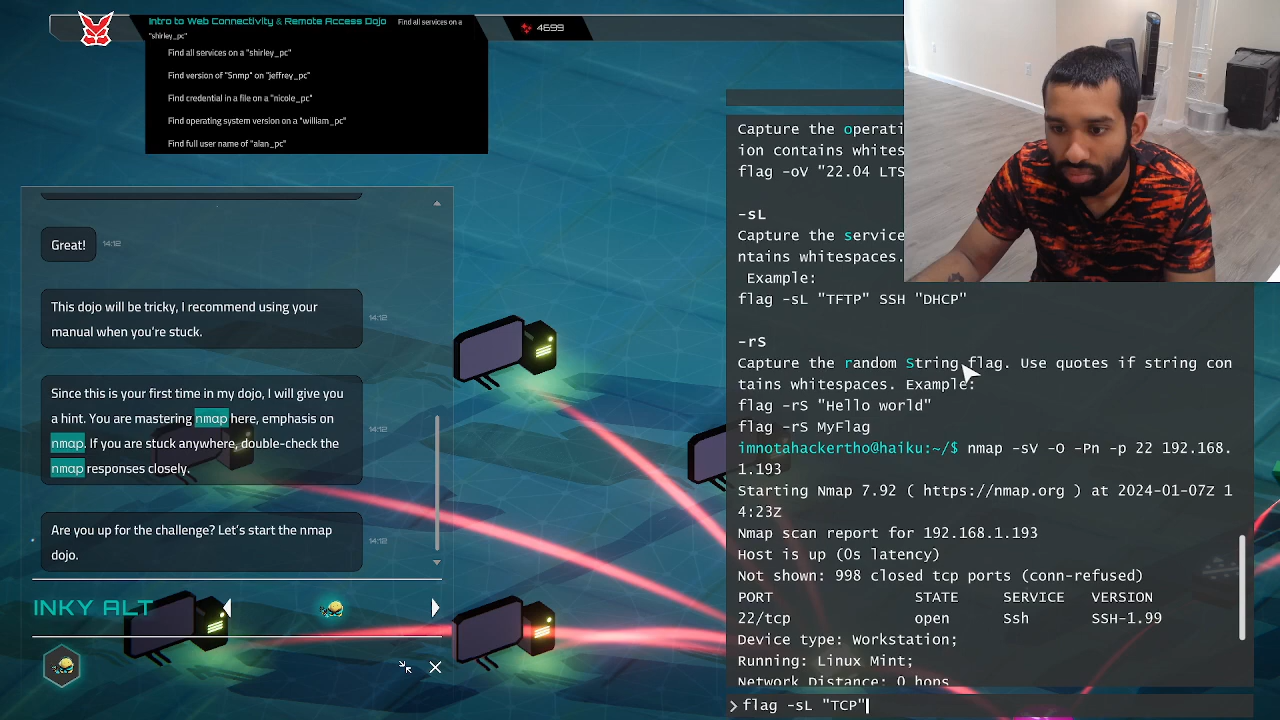 Intro to Web Connectivity & Remote Access Dojo Find all services on a
"shirley_pc"
Find all services on a "shirley_pc"
Find version of "Snmp" on "jeffrey_pc"
Find credential in a file on a "nicole_pc"
Find operating system version on a "william_pc"
Find full user name of "alan_pc"
4699
Great!
14:12
This dojo will be tricky, I recommend using your
manual when you're stuck.
14:12
Since this is your first time in my dojo, I will give you
a hint. You are mastering nmap here, emphasis on
nmap. If you are stuck anywhere, double-check the
nmap responses closely.
14:12
Are you up for the challenge? Let's start the nmap
dojo.
14:12
INKY ALT
Capture the operati
ion contains whites
flag -oV "22.04 LTS
-sL
Capture the service
ntains whitespaces.
Example:
flag -sL "TFTP" SSH "DHCP"
-rS
Capture the random String flag. Use quotes if string con
tains whitespaces. Example:
flag -rS "Hello world"
flag -rS MyFlag
imnotahackertho@haiku:~/$ nmap -sV -O -Pn -p 22 192.168.
1.193
Starting Nmap 7.92 ( https://nmap.org ) at 2024-01-07Z 1
4:23Z
Nmap scan report for 192.168.1.193
Host is up (0s latency)
Not shown: 998 closed tcp ports (conn-refused)
PORT STATE SERVICE VERSION
22/tcp open Ssh SSH-1.99
Device type: Workstation;
Running: Linux Mint;
Network Distance: 0 hops
> flag -sL "TCP"